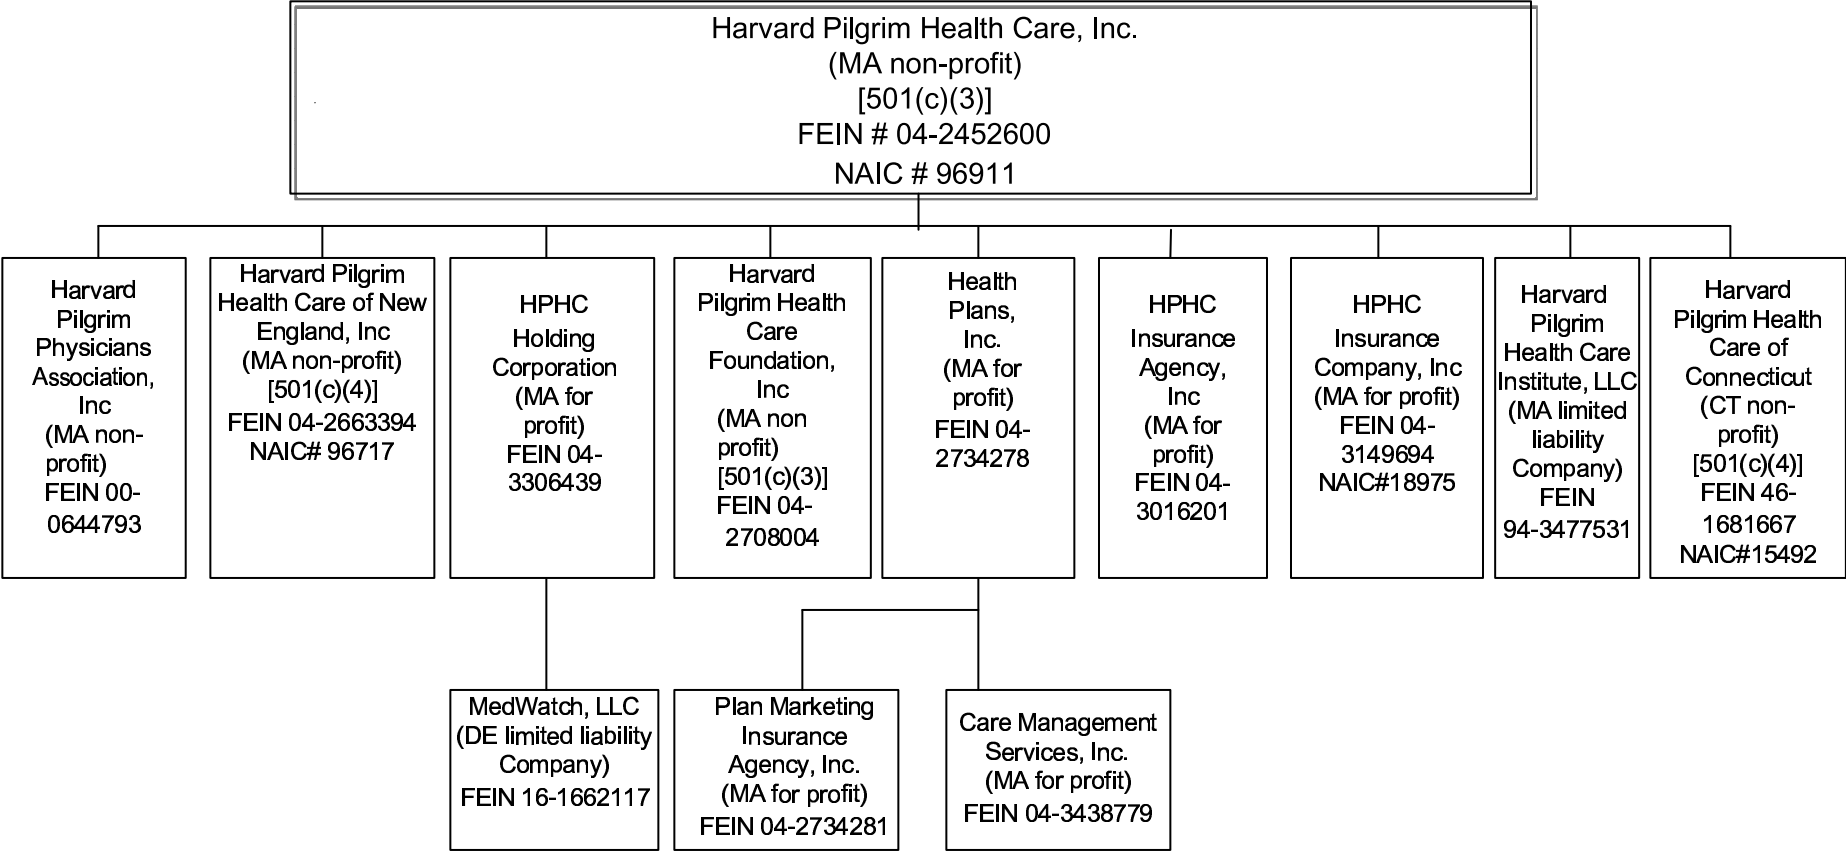 Harvard Pilgrim Health Care, Inc.
(MA non-profit)
[501(c)(3)]
FEIN # 04-2452600
NAIC # 96911
Harvard
Pilgrim
Physicians
Association,
Inc
(MA non-
profit)
FEIN 00-
0644793
Harvard Pilgrim
Health Care of New
England, Inc
(MA non-profit)
[501(c)(4)]
FEIN 04-2663394
NAIC# 96717
HPHC
Holding
Corporation
(MA for
profit)
FEIN 04-
3306439
Harvard
Pilgrim Health
Care
Foundation,
Inc
(MA non
profit)
[501(c)(3)]
FEIN 04-
2708004
Health
Plans,
Inc.
(MA for
profit)
FEIN 04-
2734278
HPHC
Insurance
Agency,
Inc
(MA for
profit)
FEIN 04-
3016201
HPHC
Insurance
Company, Inc
(MA for profit)
FEIN 04-
3149694
NAIC#18975
Harvard
Pilgrim
Health Care
Institute, LLC
(MA limited
liability
Company)
FEIN
94-3477531
Harvard
Pilgrim Health
Care of
Connecticut
(CT non-
profit)
[501(c)(4)]
FEIN 46-
1681667
NAIC#15492
MedWatch, LLC
(DE limited liability
Company)
FEIN 16-1662117
Plan Marketing
Insurance
Agency, Inc.
(MA for profit)
FEIN 04-2734281
Care Management
Services, Inc.
(MA for profit)
FEIN 04-3438779